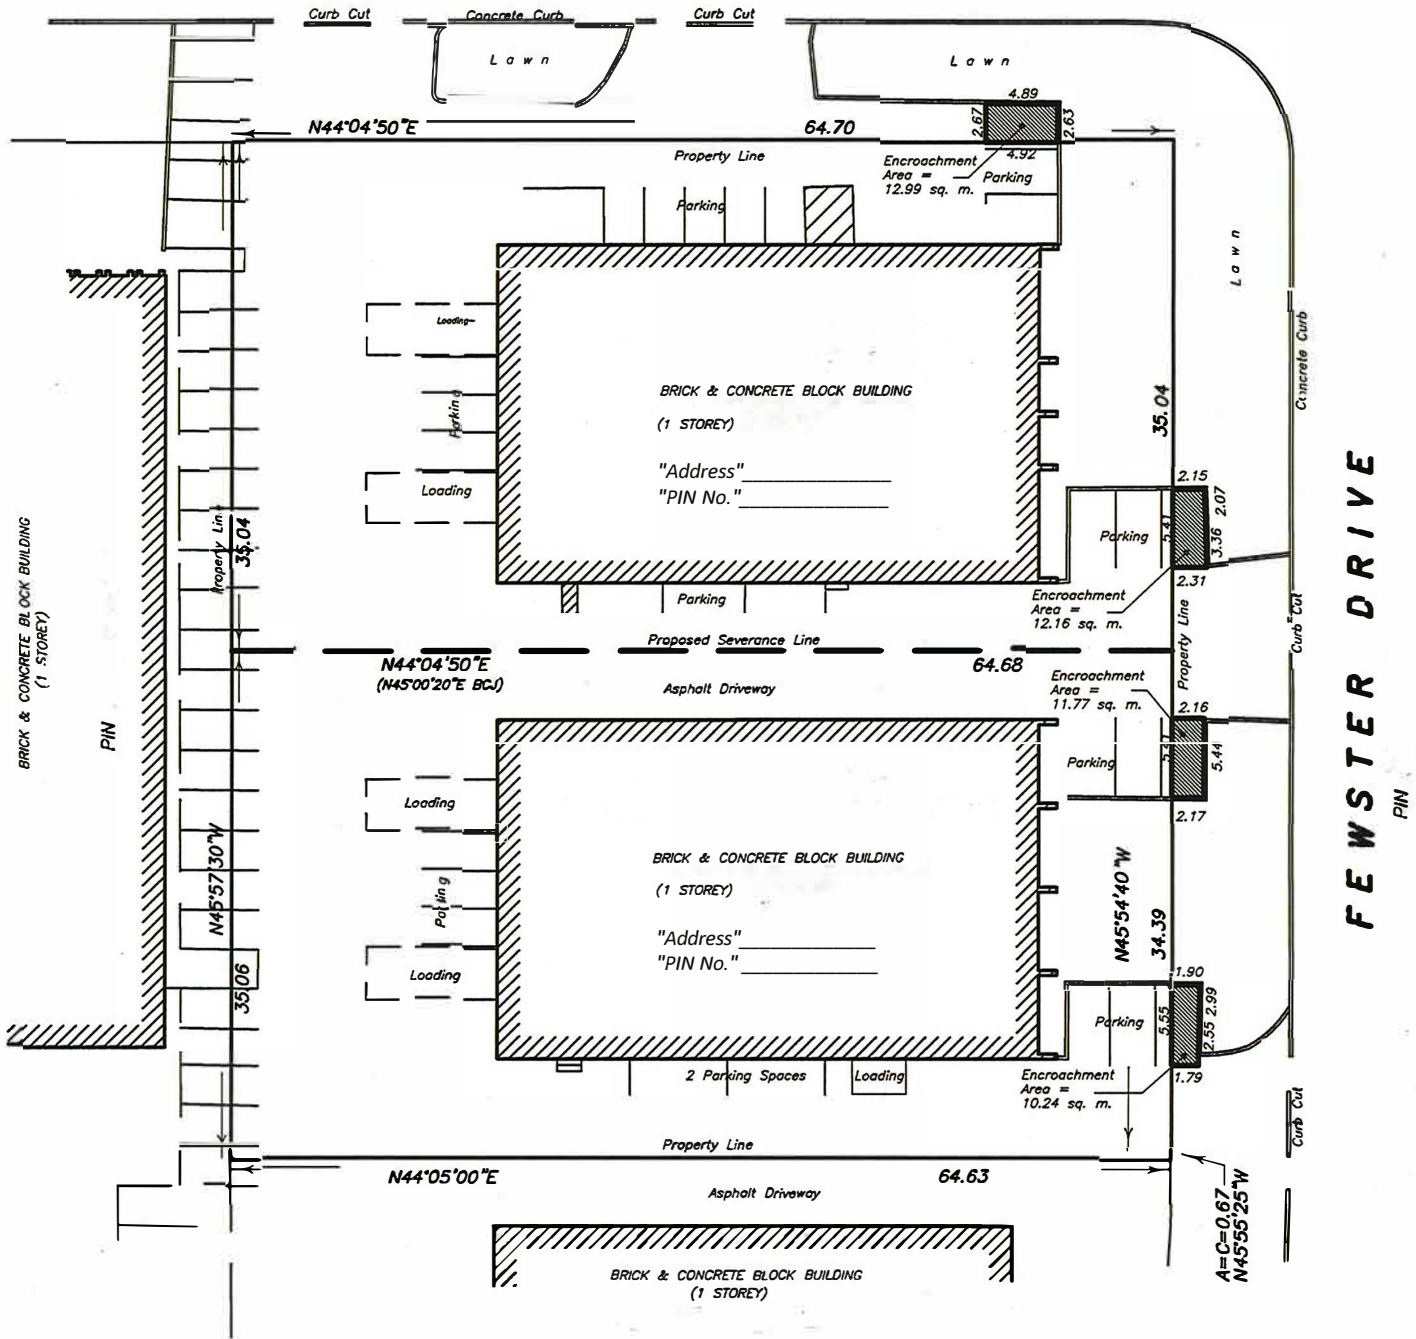 Curb Cut
Concrete Curb
Curb Cut
Lawn
Lawn
4.89
2.67
2.63
4.92
N44°04'50"E
64.70
Property Line
Encroachment
Area =
12.99 sq. m.
Parking
Parking
Lawn
Concrete Curb
Loading
Parking
Loading
BRICK & CONCRETE BLOCK BUILDING
(1 STOREY)
"Address"______________
"PIN No."______________
35.04
2.15
2.07
5.41
3.36
2.31
Parking
Encroachment
Area =
12.16 sq. m.
Property Line
35.04
BRICK & CONCRETE BLOCK BUILDING
(1 STOREY)
PIN
Parking
Proposed Severance Line
N44°04'50"E
(N45°00'20"E BCJ)
64.68
Asphalt Driveway
Property Line
Curb Cut
Encroachment
Area =
11.77 sq. m.
2.16
5.44
2.17
Parking
FEWSTER DRIVE
PIN
Loading
Parking
Loading
N45°57'30"W
35.06
BRICK & CONCRETE BLOCK BUILDING
(1 STOREY)
"Address"______________
"PIN No."______________
N45°54'40"W
34.39
1.90
2.99
5.55
2.55
1.79
Parking
Encroachment
Area =
10.24 sq. m.
2 Parking Spaces
Loading
Curb Cut
Property Line
N44°05'00"E
64.63
Asphalt Driveway
A=C=0.67
N45°55'25"W
BRICK & CONCRETE BLOCK BUILDING
(1 STOREY)